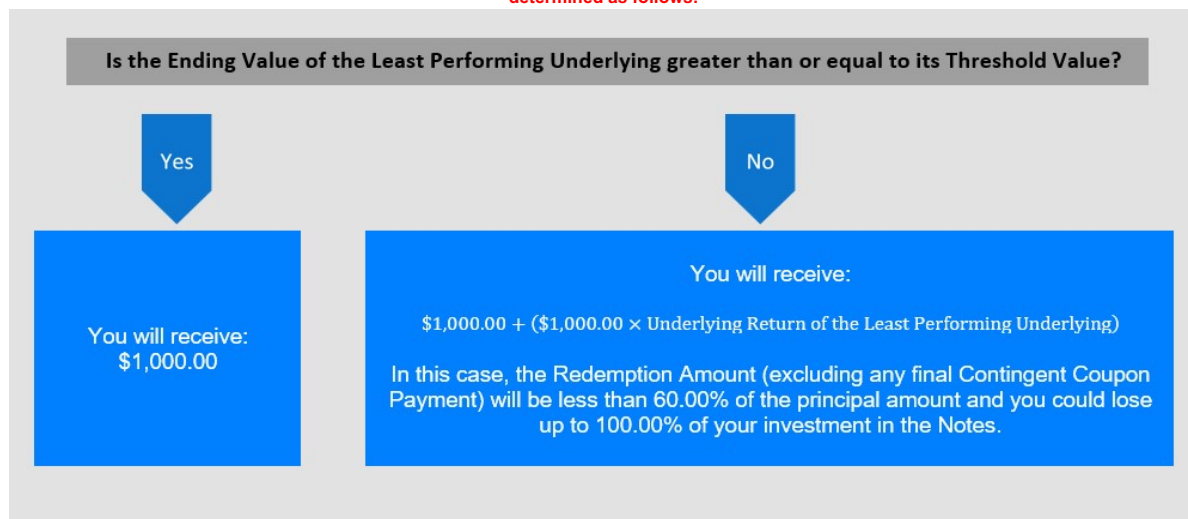 determined as follows:
Is the Ending Value of the Least Performing Underlying greater than or equal to its Threshold Value?
Yes
No
You will receive:
$1,000.00
You will receive:
$1,000.00 + ($1,000.00 × Underlying Return of the Least Performing Underlying)
In this case, the Redemption Amount (excluding any final Contingent Coupon
Payment) will be less than 60.00% of the principal amount and you could lose
up to 100.00% of your investment in the Notes.